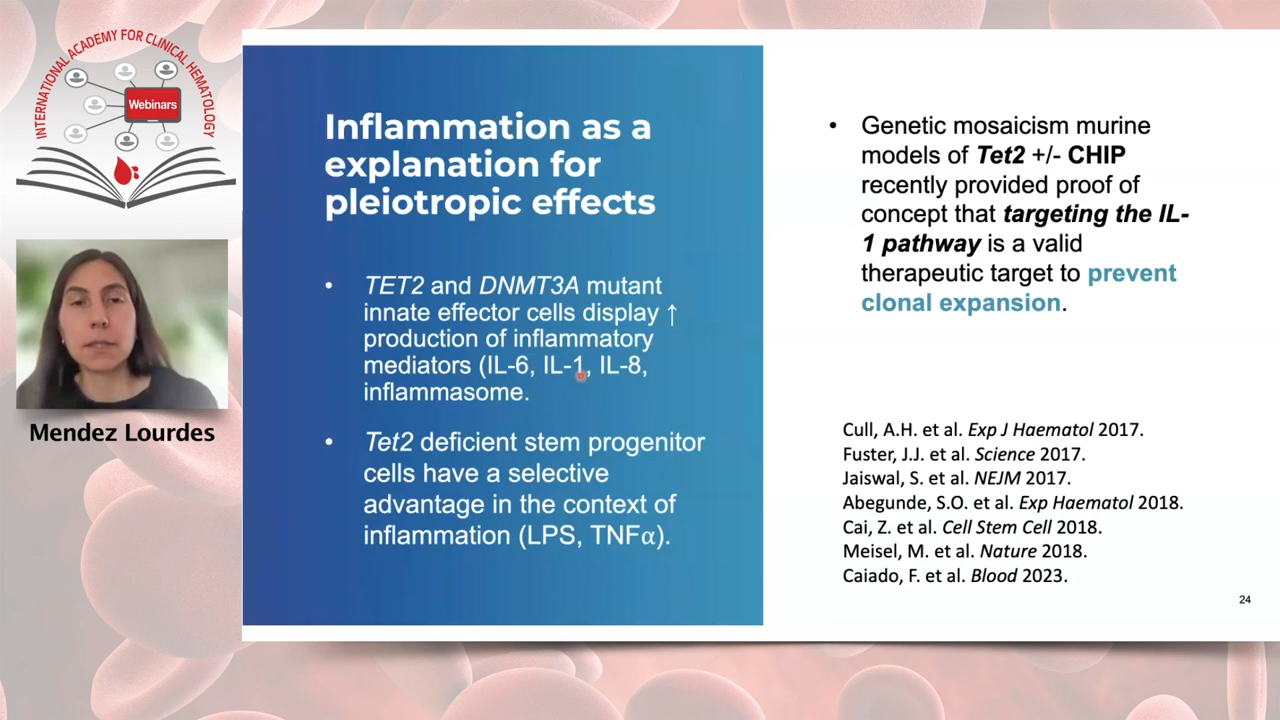 INTERNATIONAL ACADEMY FOR CLINICAL HEMATOLOGY
Webinars
Mendez Lourdes
Inflammation as a
explanation for
pleiotropic effects
• TET2 and DNMT3A mutant
innate effector cells display ↑
production of inflammatory
mediators (IL-6, IL-1, IL-8,
inflammasome.
• Tet2 deficient stem progenitor
cells have a selective
advantage in the context of
inflammation (LPS, TNFα).
• Genetic mosaicism murine
models of Tet2 +/- CHIP
recently provided proof of
concept that targeting the IL-
1 pathway is a valid
therapeutic target to prevent
clonal expansion.
Cull, A.H. et al. Exp J Haematol 2017.
Fuster, J.J. et al. Science 2017.
Jaiswal, S. et al. NEJM 2017.
Abegunde, S.O. et al. Exp Haematol 2018.
Cai, Z. et al. Cell Stem Cell 2018.
Meisel, M. et al. Nature 2018.
Caiado, F. et al. Blood 2023.
24